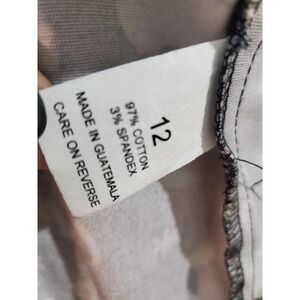 12
97% COTTON
3% SPANDEX
MADE IN GUATEMALA
CARE ON REVERSE